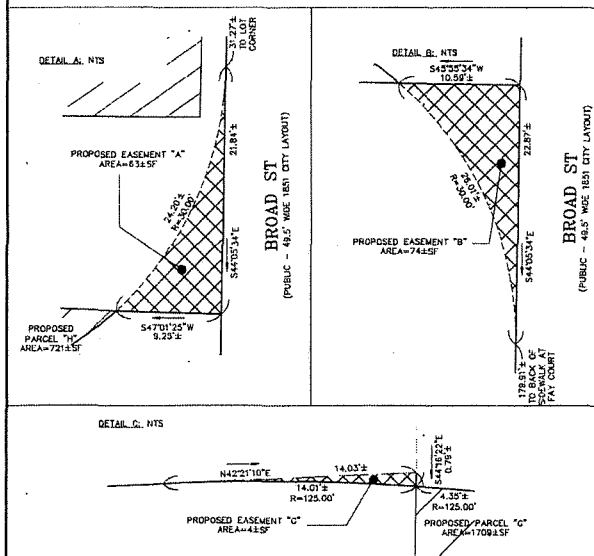 DETAIL A: NTS
31.27'±
TO LOT
CORNER
21.84'±
PROPOSED EASEMENT "A"
AREA=63±SF
24.20'±
R=30.00'
BROAD ST
(PUBLIC - 49.5' WIDE 1851 CITY LAYOUT)
S44°05'34"E
S47°01'25"W
9.25'±
PROPOSED
PARCEL "H"
AREA=721±SF
DETAIL B: NTS
S45°55'34"W
10.59'±
22.87'±
26.01'±
R=30.00'
PROPOSED EASEMENT "B"
AREA=74±SF
BROAD ST
(PUBLIC - 49.5' WIDE 1851 CITY LAYOUT)
S44°05'34"E
179.91'±
TO BACK OF
SIDEWALK AT
FAY COURT
DETAIL C: NTS
N42°21'10"E
14.03'±
14.01'±
R=125.00'
S44°16'22"E
0.79'±
4.35'±
R=125.00'
PROPOSED EASEMENT "C"
AREA=4±SF
PROPOSED PARCEL "G"
AREA=1709±SF